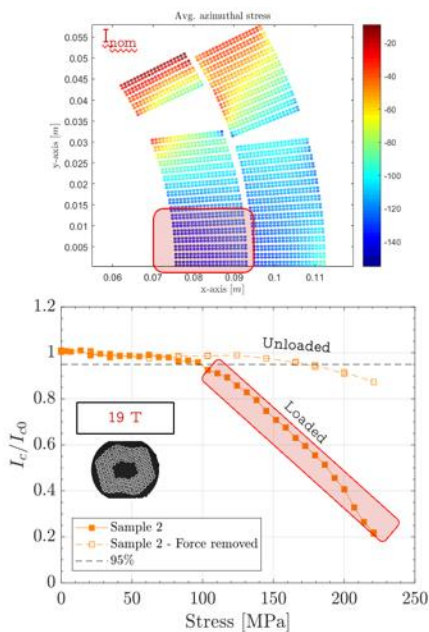 Avg. azimuthal stress
I_nom
0.055
0.05
0.045
0.04
0.035
0.03
0.025
0.02
0.015
0.01
0.005
y-axis [m]
0.06 0.07 0.08 0.09 0.1 0.11
x-axis [m]
-20
-40
-60
-80
-100
-120
-140
1.2
1
0.8
0.6
0.4
0.2
0
I_c/I_c0
Unloaded
Loaded
19 T
Sample 2
Sample 2 - Force removed
95%
0 50 100 150 200 250
Stress [MPa]